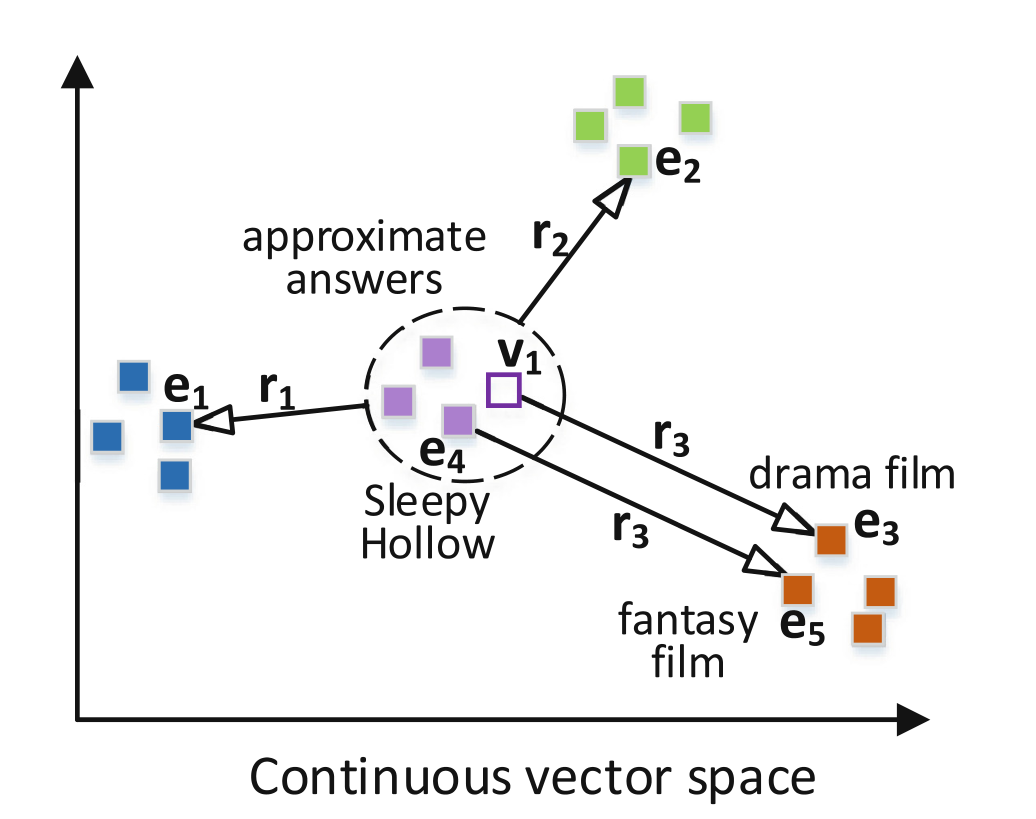 e2
r2
approximate
answers
v1
e1
r1
e4
r3
drama film
Sleepy
Hollow
e3
r3
fantasy
film
e5
Continuous vector space